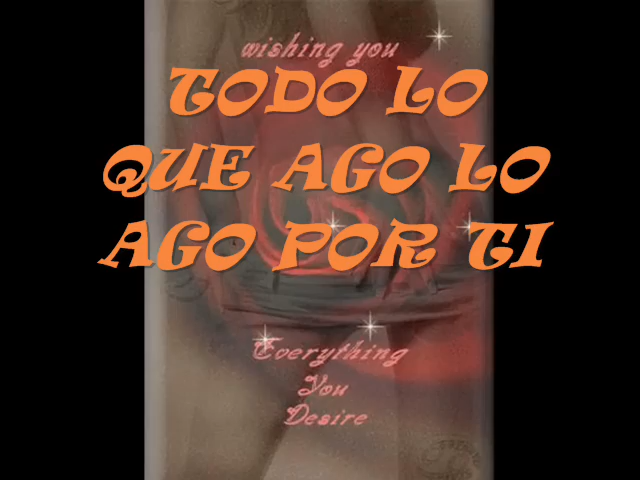 wishing you
TODO LO
QUE AGO LO
AGO POR TI
Everything
You
Desire